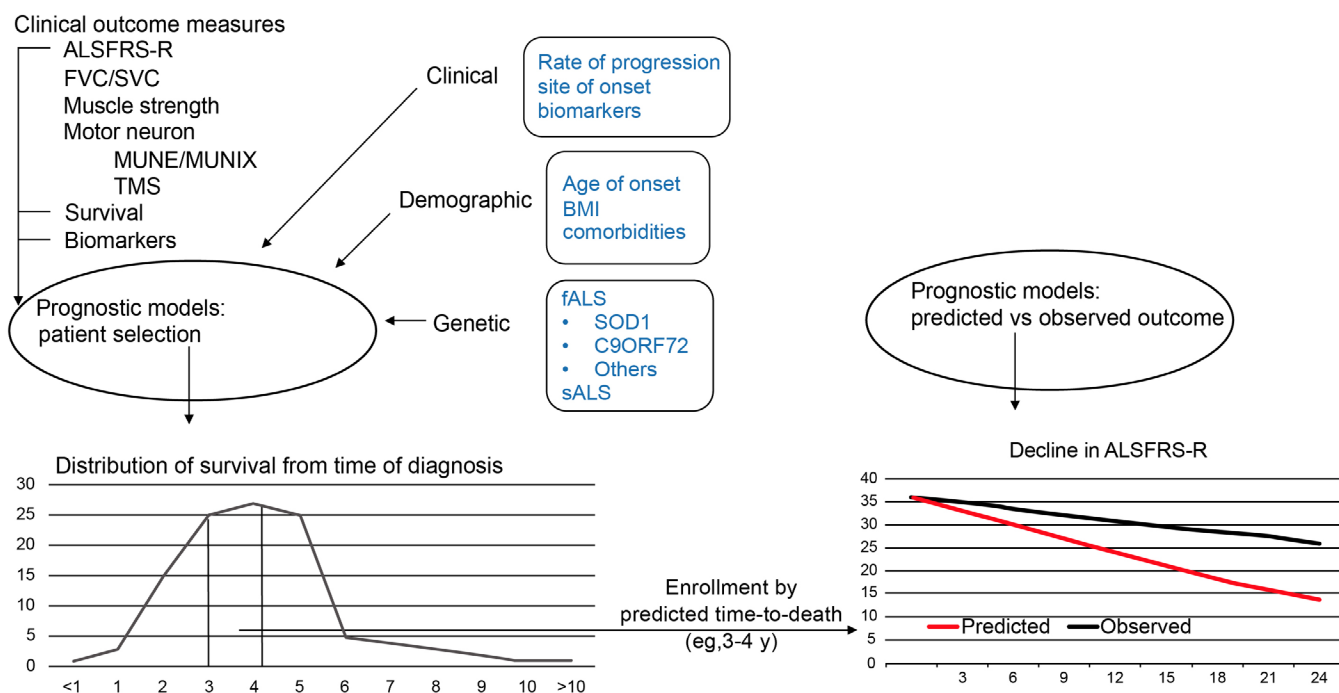 Clinical outcome measures
ALSFRS-R
FVC/SVC
Muscle strength
Motor neuron
MUNE/MUNIX
TMS
Survival
Biomarkers
Clinical
Rate of progression
site of onset
biomarkers
Demographic
Age of onset
BMI
comorbidities
Genetic
fALS
• SOD1
• C9ORF72
• Others
sALS
Prognostic models:
patient selection
Prognostic models:
predicted vs observed outcome
Distribution of survival from time of diagnosis
30
25
20
15
10
5
0
<1 1 2 3 4 5 6 7 8 9 10 >10
Enrollment by
predicted time-to-death
(eg,3-4 y)
Decline in ALSFRS-R
40
35
30
25
20
15
10
5
0
Predicted Observed
3 6 9 12 15 18 21 24